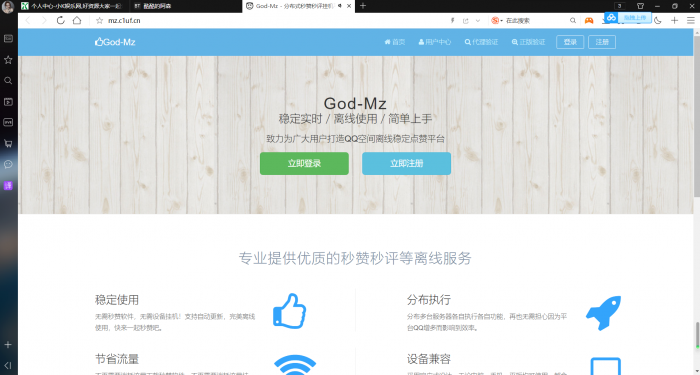 个人中心-小K娱乐网,好资源大家一起
酷酷的阿森
God-Mz - 分布式秒赞秒评挂机
mz.c1uf.cn
在此搜索
God-Mz
首页
用户中心
代理验证
正版验证
登录
注册
God-Mz
稳定实时 / 离线使用 / 简单上手
致力为广大用户打造QQ空间离线稳定点赞平台
立即登录
立即注册
专业提供优质的秒赞秒评等离线服务
稳定使用
无需秒赞软件、无需设备挂机! 支持自动更新，完美离
线使用，快来一起秒赞吧。
分布执行
分布多台服务器各自执行各自功能，再也无需担心因为平
台QQ增多而影响到效率。
节省流量
设备兼容